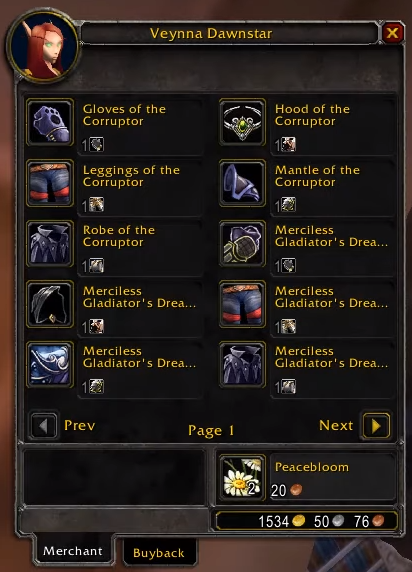 Veynna Dawnstar
Gloves of the
Corruptor
1
Hood of the
Corruptor
1
Leggings of the
Corruptor
1
Mantle of the
Corruptor
1
Robe of the
Corruptor
1
Merciless
Gladiator's Drea...
1
Merciless
Gladiator's Drea...
1
Merciless
Gladiator's Drea...
1
Merciless
Gladiator's Drea...
1
Merciless
Gladiator's Drea...
1
Prev
Page 1
Next
Peacebloom
2
20
1534 50 76
Merchant
Buyback